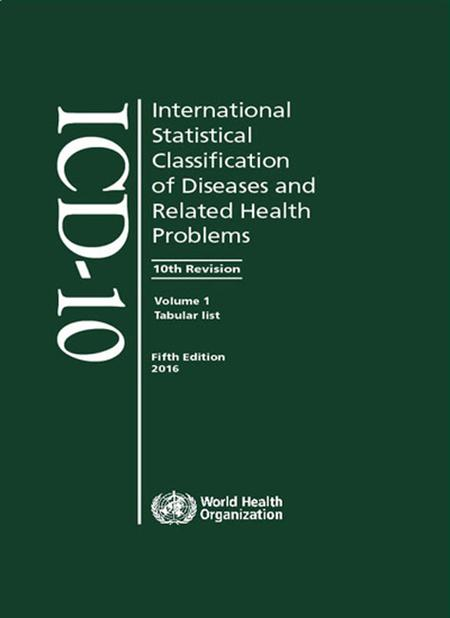 ICD-10
International
Statistical
Classification
of Diseases and
Related Health
Problems
10th Revision
Volume 1
Tabular list
Fifth Edition
2016
World Health
Organization